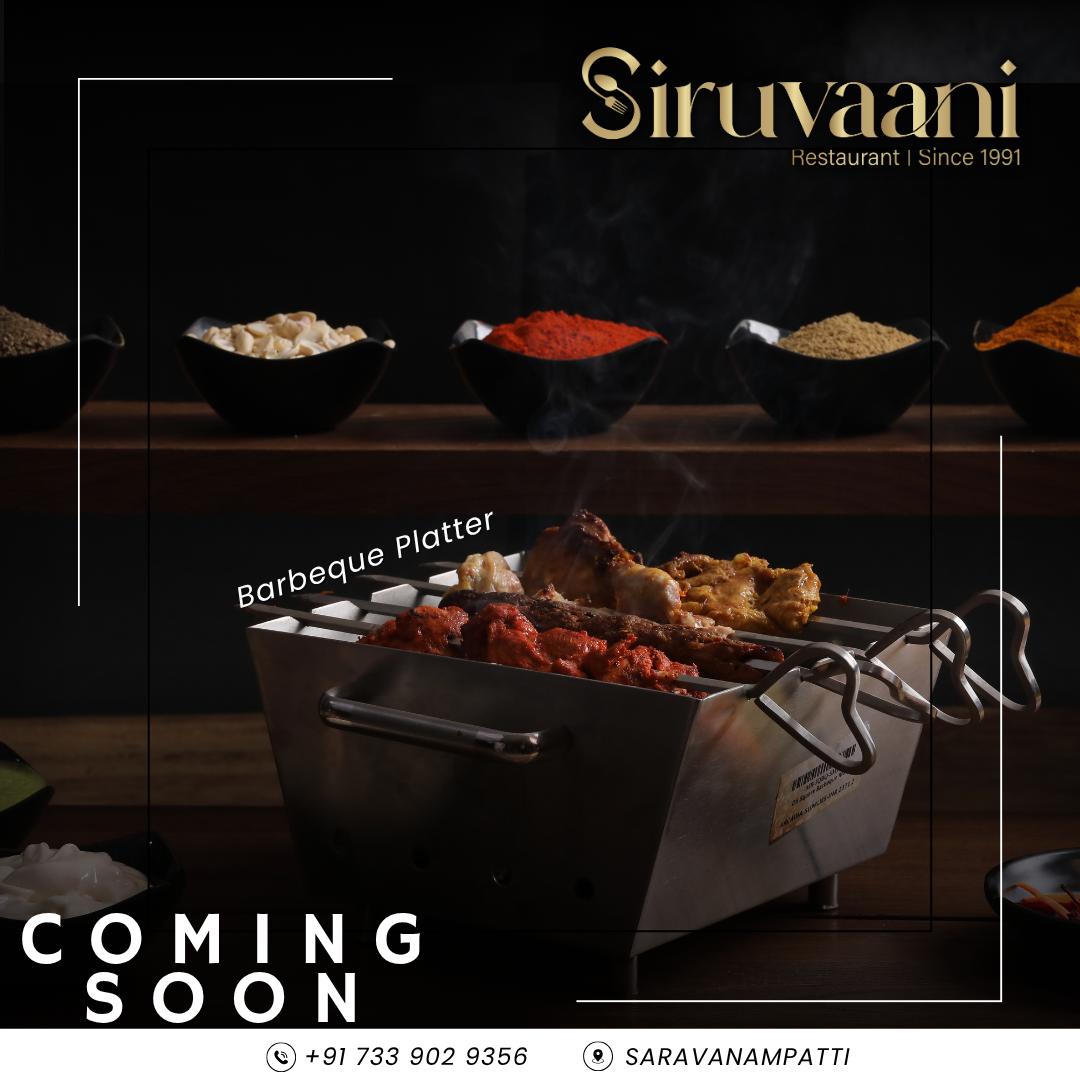 Siruvaani
Restaurant | Since 1991
Barbeque Platter
COMING
SOON
+91 733 902 9356
SARAVANAMPATTI